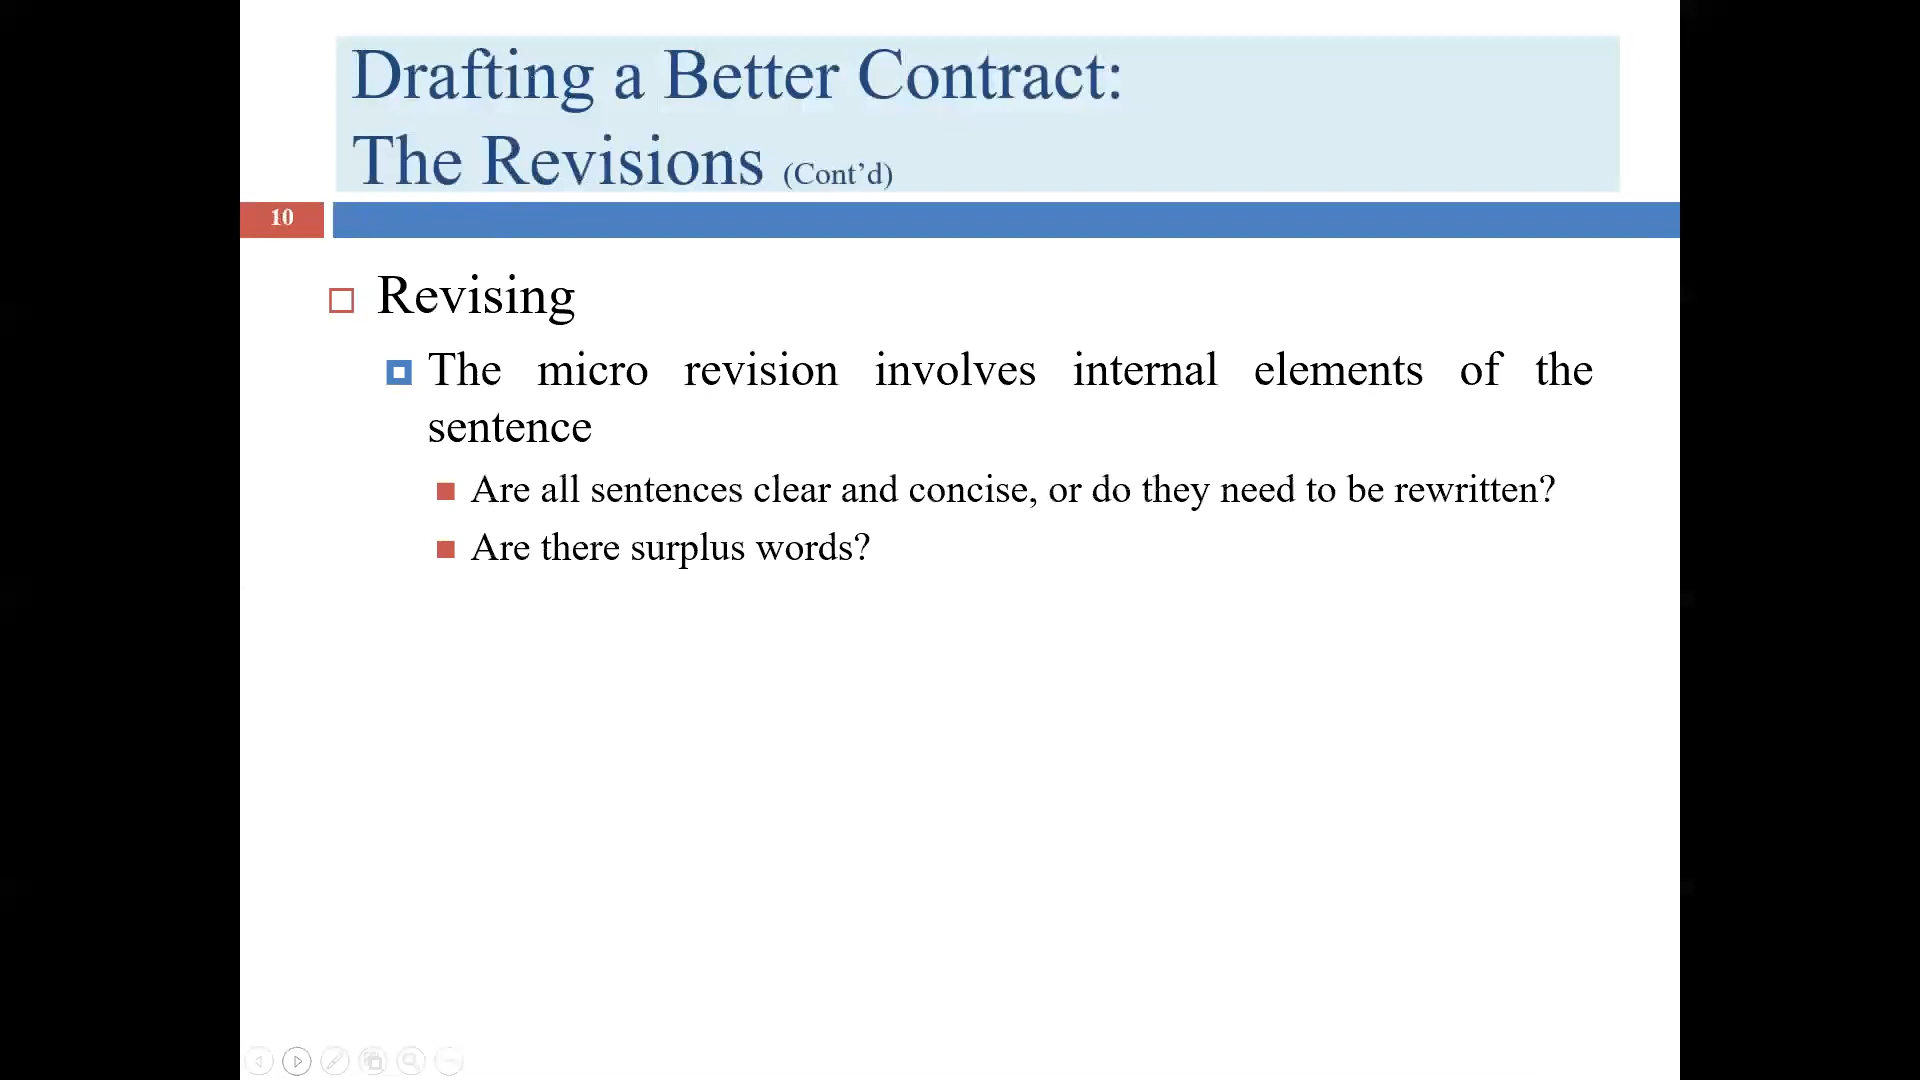 Drafting a Better Contract:
The Revisions (Cont’d)
10
Revising
The micro revision involves internal elements of the
sentence
Are all sentences clear and concise, or do they need to be rewritten?
Are there surplus words?